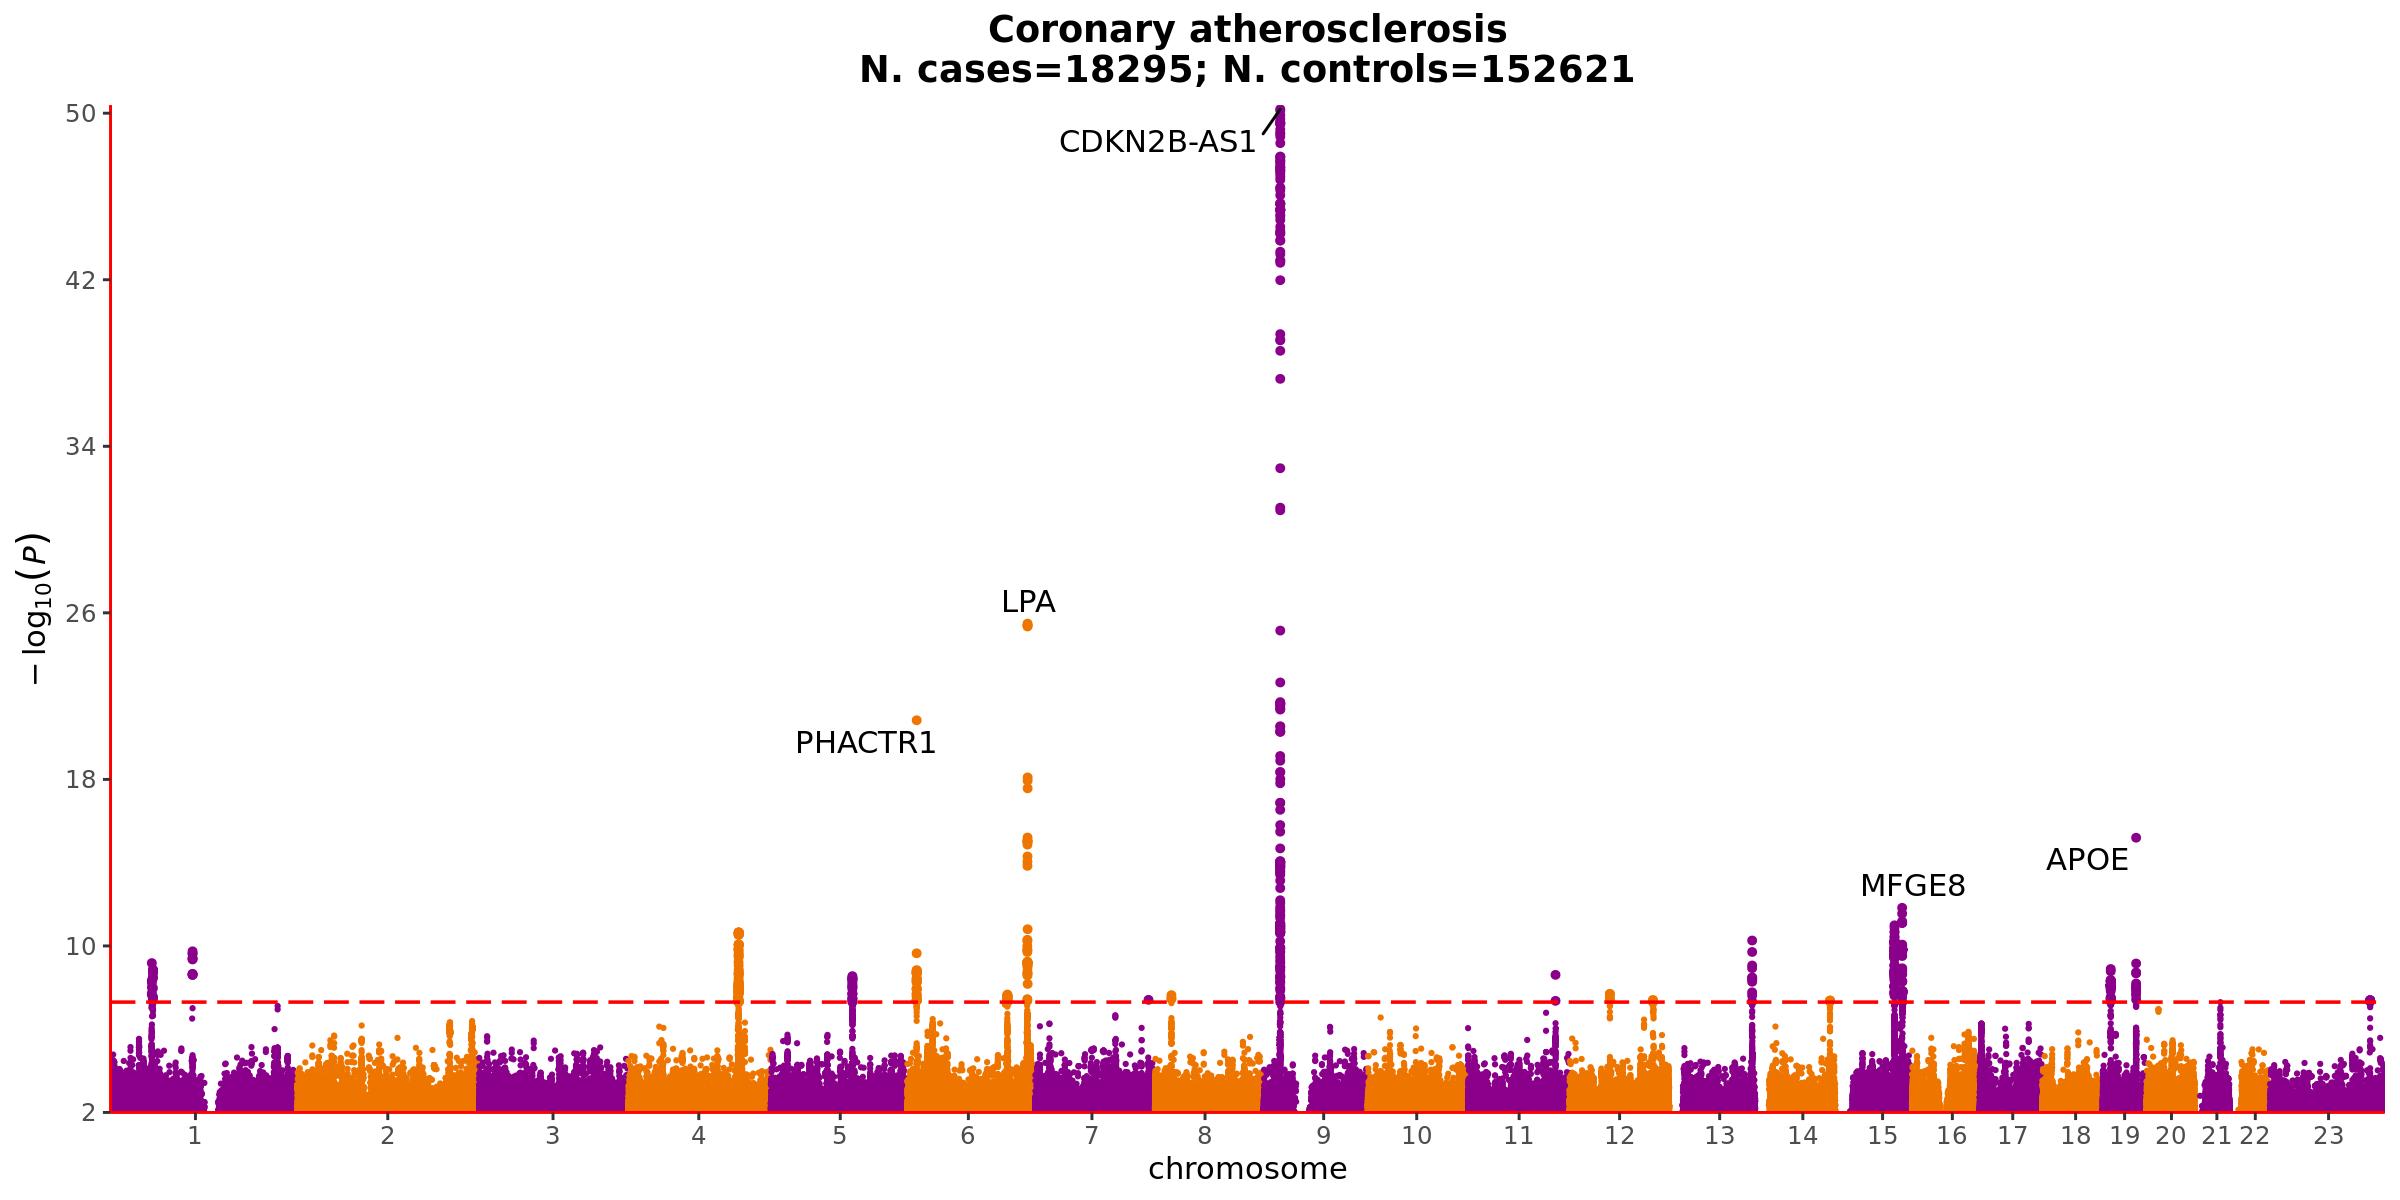 Coronary atherosclerosis
N. cases=18295; N. controls=152621
50
42
34
26
18
10
2
− log10(P)
CDKN2B-AS1
LPA
PHACTR1
APOE
MFGE8
1 2 3 4 5 6 7 8 9 10 11 12 13 14 15 16 17 18 19 20 21 22 23
chromosome